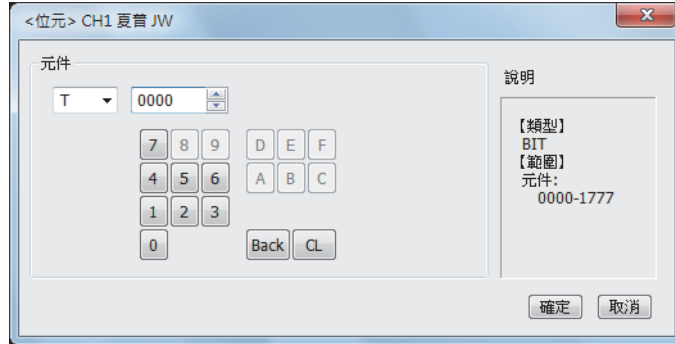 <位元> CH1 夏普 JW
元件
T 0000
7 8 9 D E F
4 5 6 A B C
1 2 3
0 Back CL
說明
【類型】
BIT
【範圍】
元件:
0000-1777
確定 取消